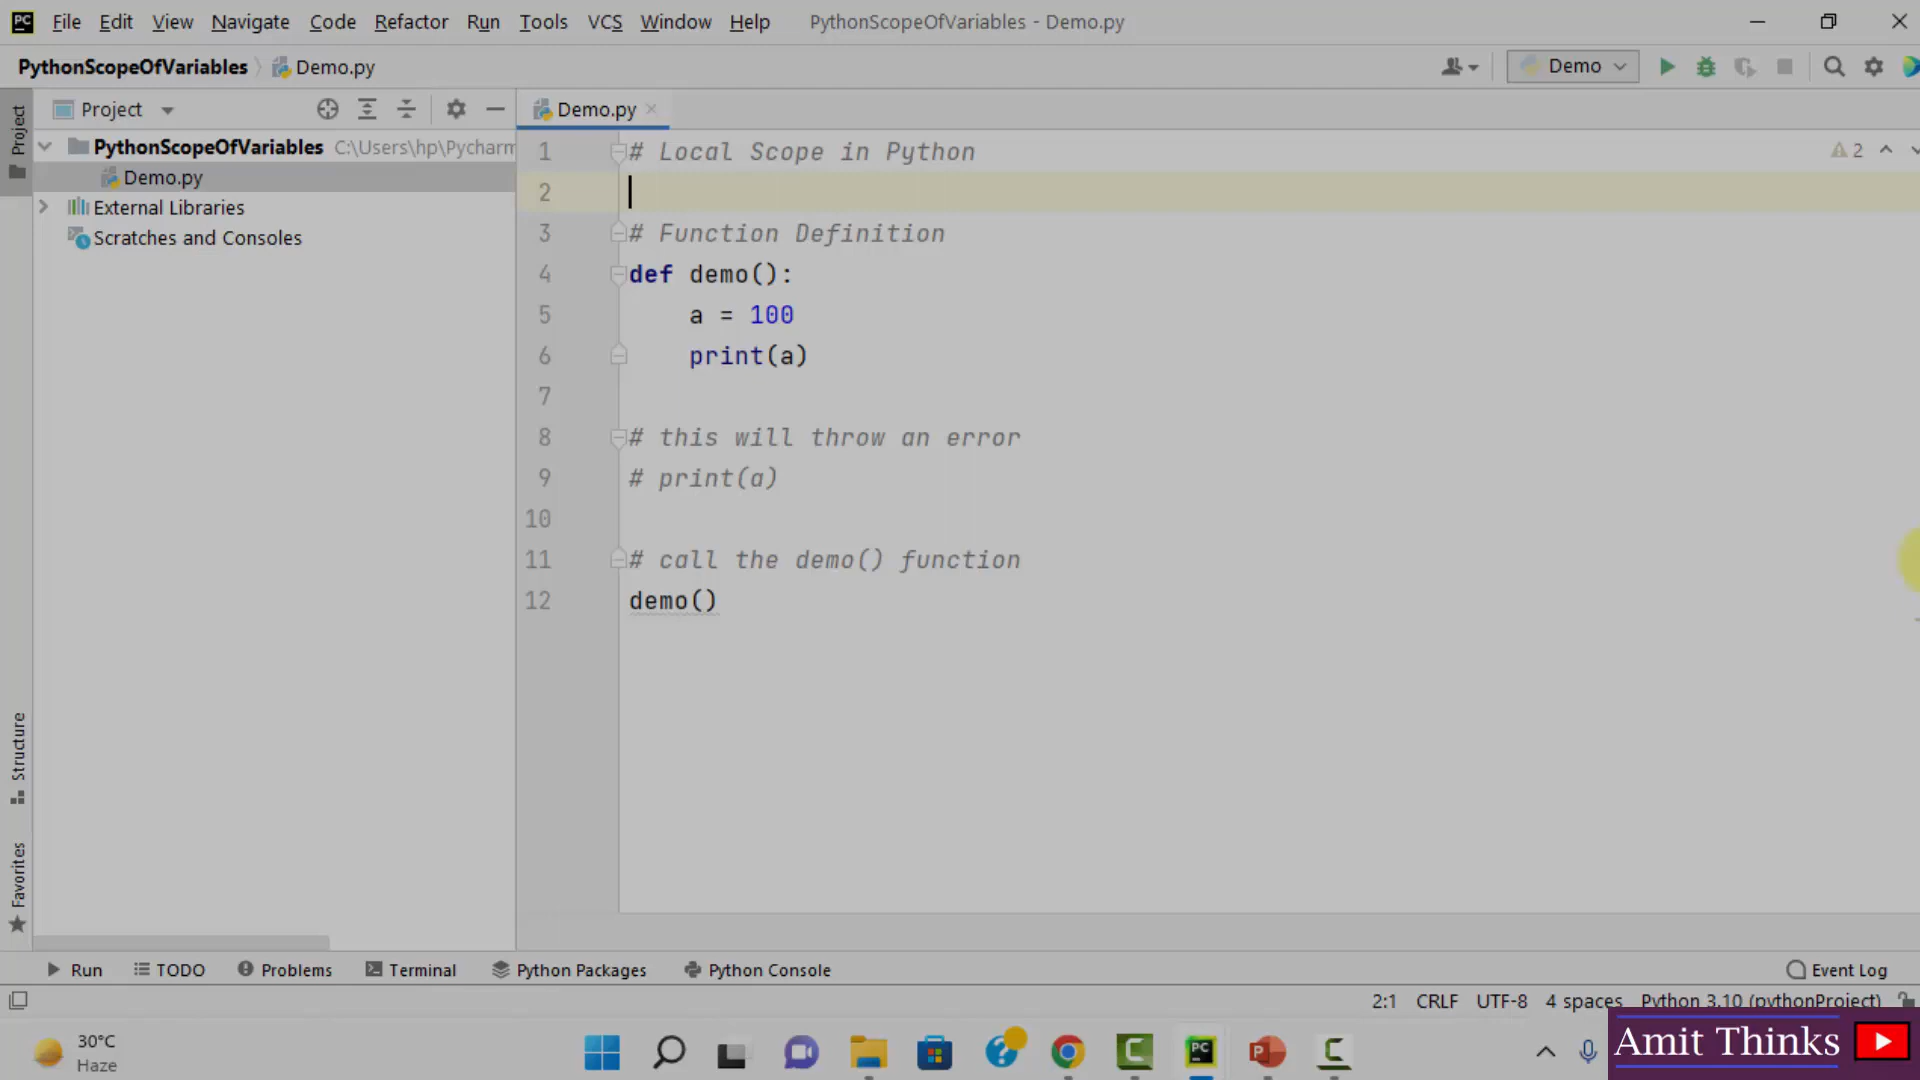 File Edit View Navigate Code Refactor Run Tools VCS Window Help PythonScopeOfVariables - Demo.py
PythonScopeOfVariables Demo.py Demo
Project
Project
Demo.py
PythonScopeOfVariables C:\Users\hp\Pycharm
Demo.py
External Libraries
Scratches and Consoles
1 # Local Scope in Python
2
2
3 # Function Definition
4 def demo():
5 a = 100
6 print(a)
7
8 # this will throw an error
9 # print(a)
10
11 # call the demo() function
12 demo()
Structure
Favorites
Run TODO Problems Terminal Python Packages Python Console Event Log
2:1 CRLF UTF-8 4 spaces Python 3.10 (pythonProject)
30°C
Haze
Amit Thinks